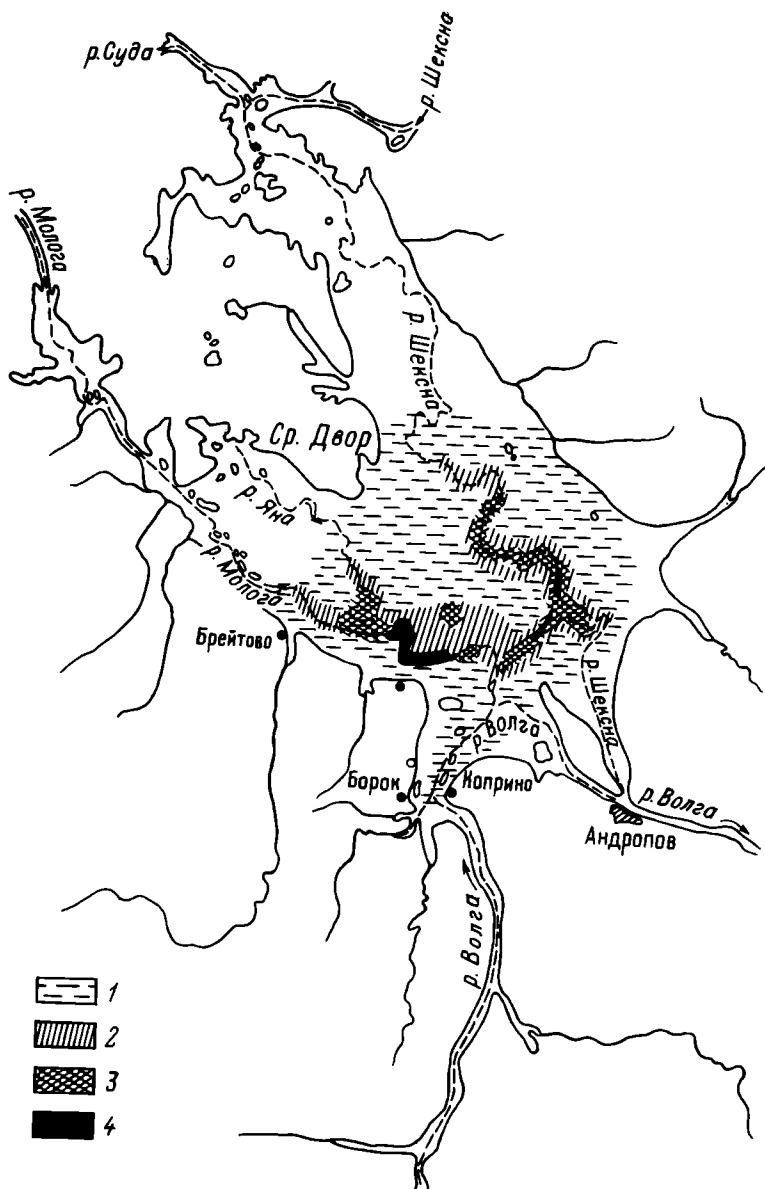 р. Суда
р. Шексна
р. Молога
р. Шексна
Ср. Двор
р. Яна
р. Молога
Брейтово
р. Шексна
р. Волга
Борок
Коприно
р. Волга
Андропов
р. Волга
1
2
3
4